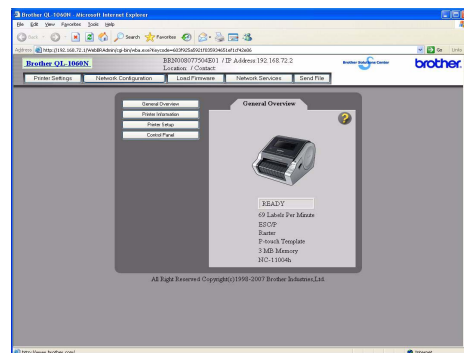 Brother QL-1060N - Microsoft Internet Explorer
File Edit View Favorites Tools Help
Back Search Favorites
Address Go Links
Brother QL-1060N
BRN008077504E01 / IP Address:192.168.72.2
Location: / Contact:
Brother Solutions Center
brother.
Printer Settings Network Configuration Load Firmware Network Services Send File
General Overview
Printer Information
Printer Setup
Control Panel
General Overview
?
READY
69 Labels Per Minute
ESC/P
Raster
P-touch Template
3 MB Memory
NC-11004h
All Right Reserved Copyright(c)1998-2007 Brother Industries,Ltd.
http://www.brother.com/ Internet